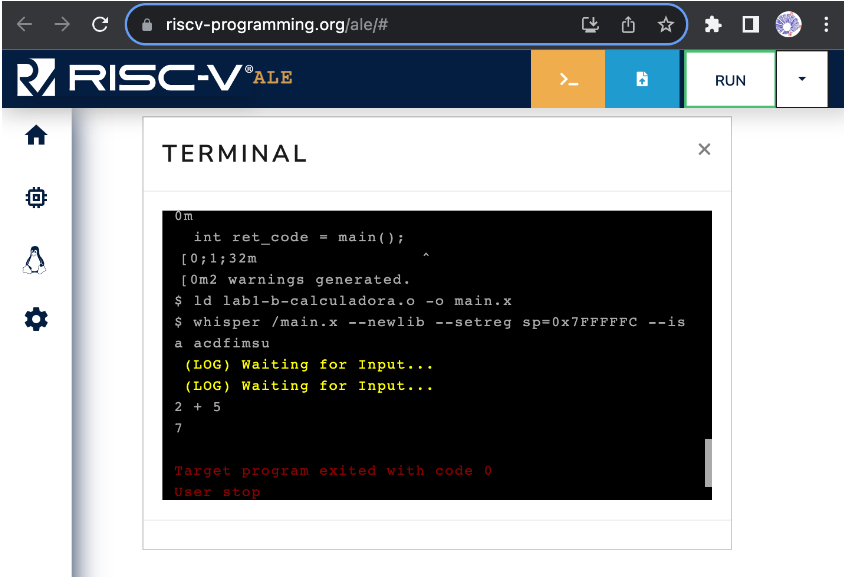 riscv-programming.org/ale/#
RISC-V® ALE
>_
RUN
TERMINAL
×
0m
  int ret_code = main();
[0;1;32m                  ^
[0m2 warnings generated.
$ ld lab1-b-calculadora.o -o main.x
$ whisper /main.x --newlib --setreg sp=0x7FFFFFC --is
a acdfimsu
(LOG) Waiting for Input...
(LOG) Waiting for Input...
2 + 5
7
Target program exited with code 0
User stop